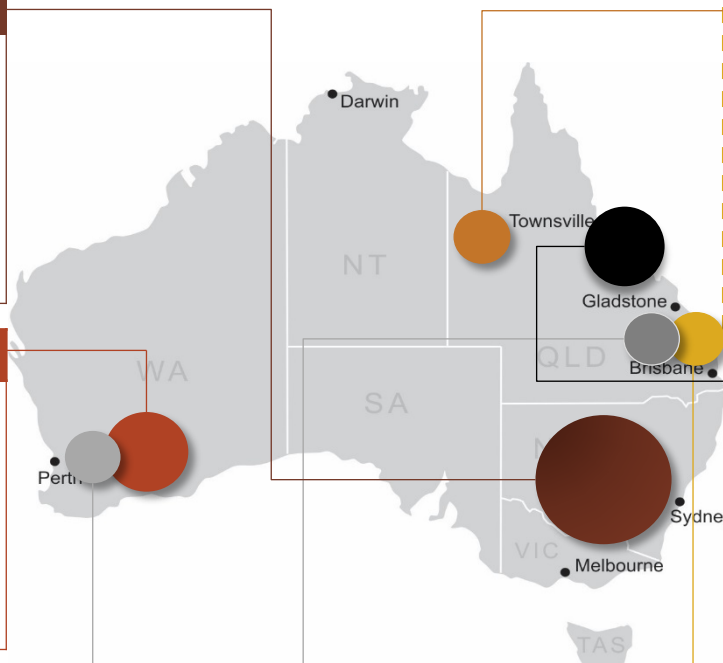 Darwin
Townsville
NT
Gladstone
QLD
Brisbane
WA
SA
N
Perth
Sydne
VIC
Melbourne
TAS